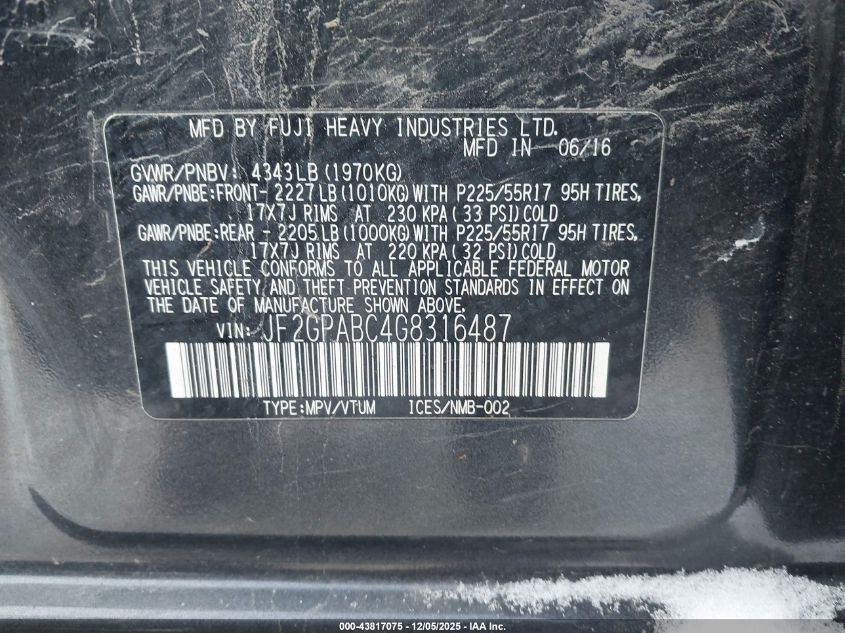 MFD BY FUJI HEAVY INDUSTRIES LTD.
MFD IN 06/16
GVWR/PNBV: 4343LB(1970KG)
GAWR/PNBE:FRONT- 2227LB(1010KG)WITH P225/55R17 95H TIRES,
17X7J RIMS AT 230 KPA( 33 PSI)COLD
GAWR/PNBE:REAR - 2205LB(1000KG)WITH P225/55R17 95H TIRES,
17X7J RIMS AT 220 KPA( 32 PSI)COLD
THIS VEHICLE CONFORMS TO ALL APPLICABLE FEDERAL MOTOR
VEHICLE SAFETY AND THEFT PREVENTION STANDARDS IN EFFECT ON
THE DATE OF MANUFACTURE SHOWN ABOVE.
VIN: JF2GPABC4G8316487
TYPE:MPV/VTUM ICES/NMB-002
000-43817075 - 12/05/2025 - IAA Inc.